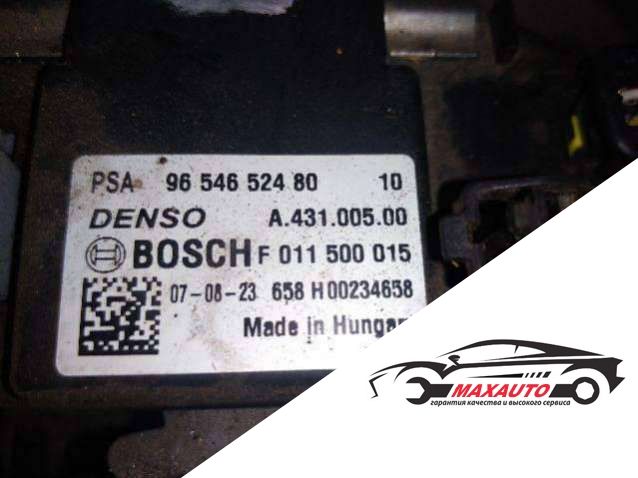 PSA 96 546 524 80 10
DENSO A.431.005.00
BOSCH F 011 500 015
07-08-23 658 H00234658
Made in Hungar
MAXAUTO
гарантия качества и высокого сервиса